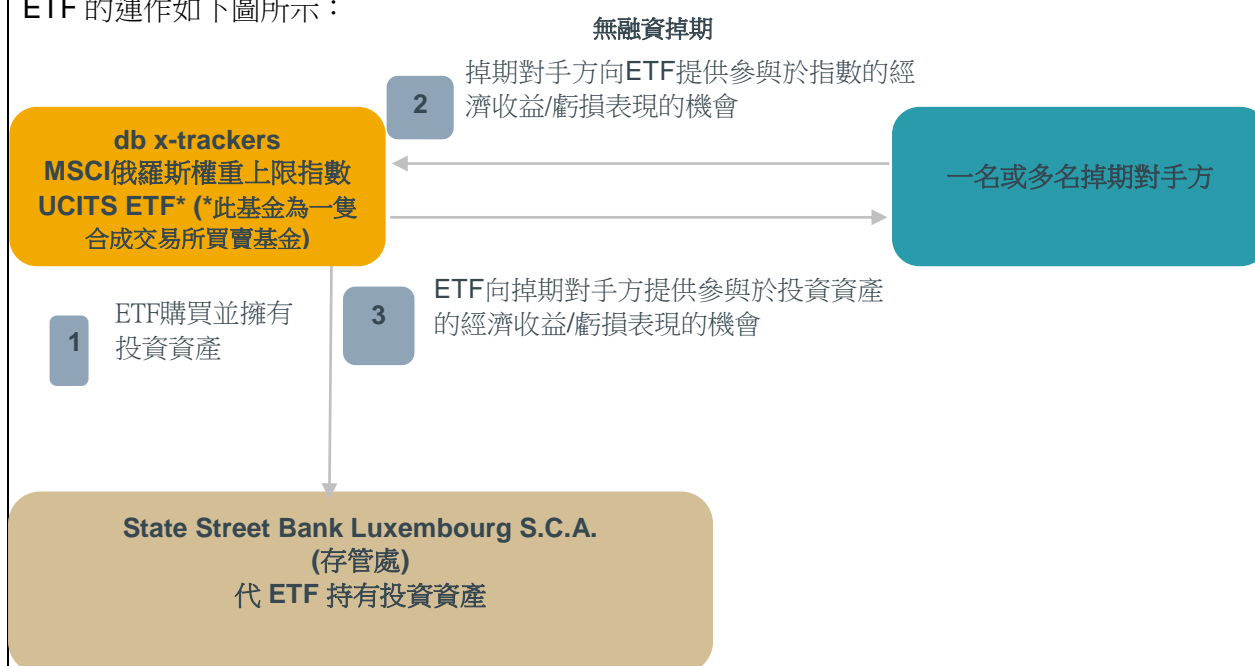 ETF 的運作如下圖所示：
無融資掉期
2
掉期對手方向ETF提供參與於指數的經
濟收益/虧損表現的機會
db x-trackers
MSCI俄羅斯權重上限指數
UCITS ETF* (*此基金為一隻
合成交易所買賣基金)
一名或多名掉期對手方
1
ETF購買並擁有
投資資產
3
ETF向掉期對手方提供參與於投資資產
的經濟收益/虧損表現的機會
State Street Bank Luxembourg S.C.A.
(存管處)
代 ETF 持有投資資產